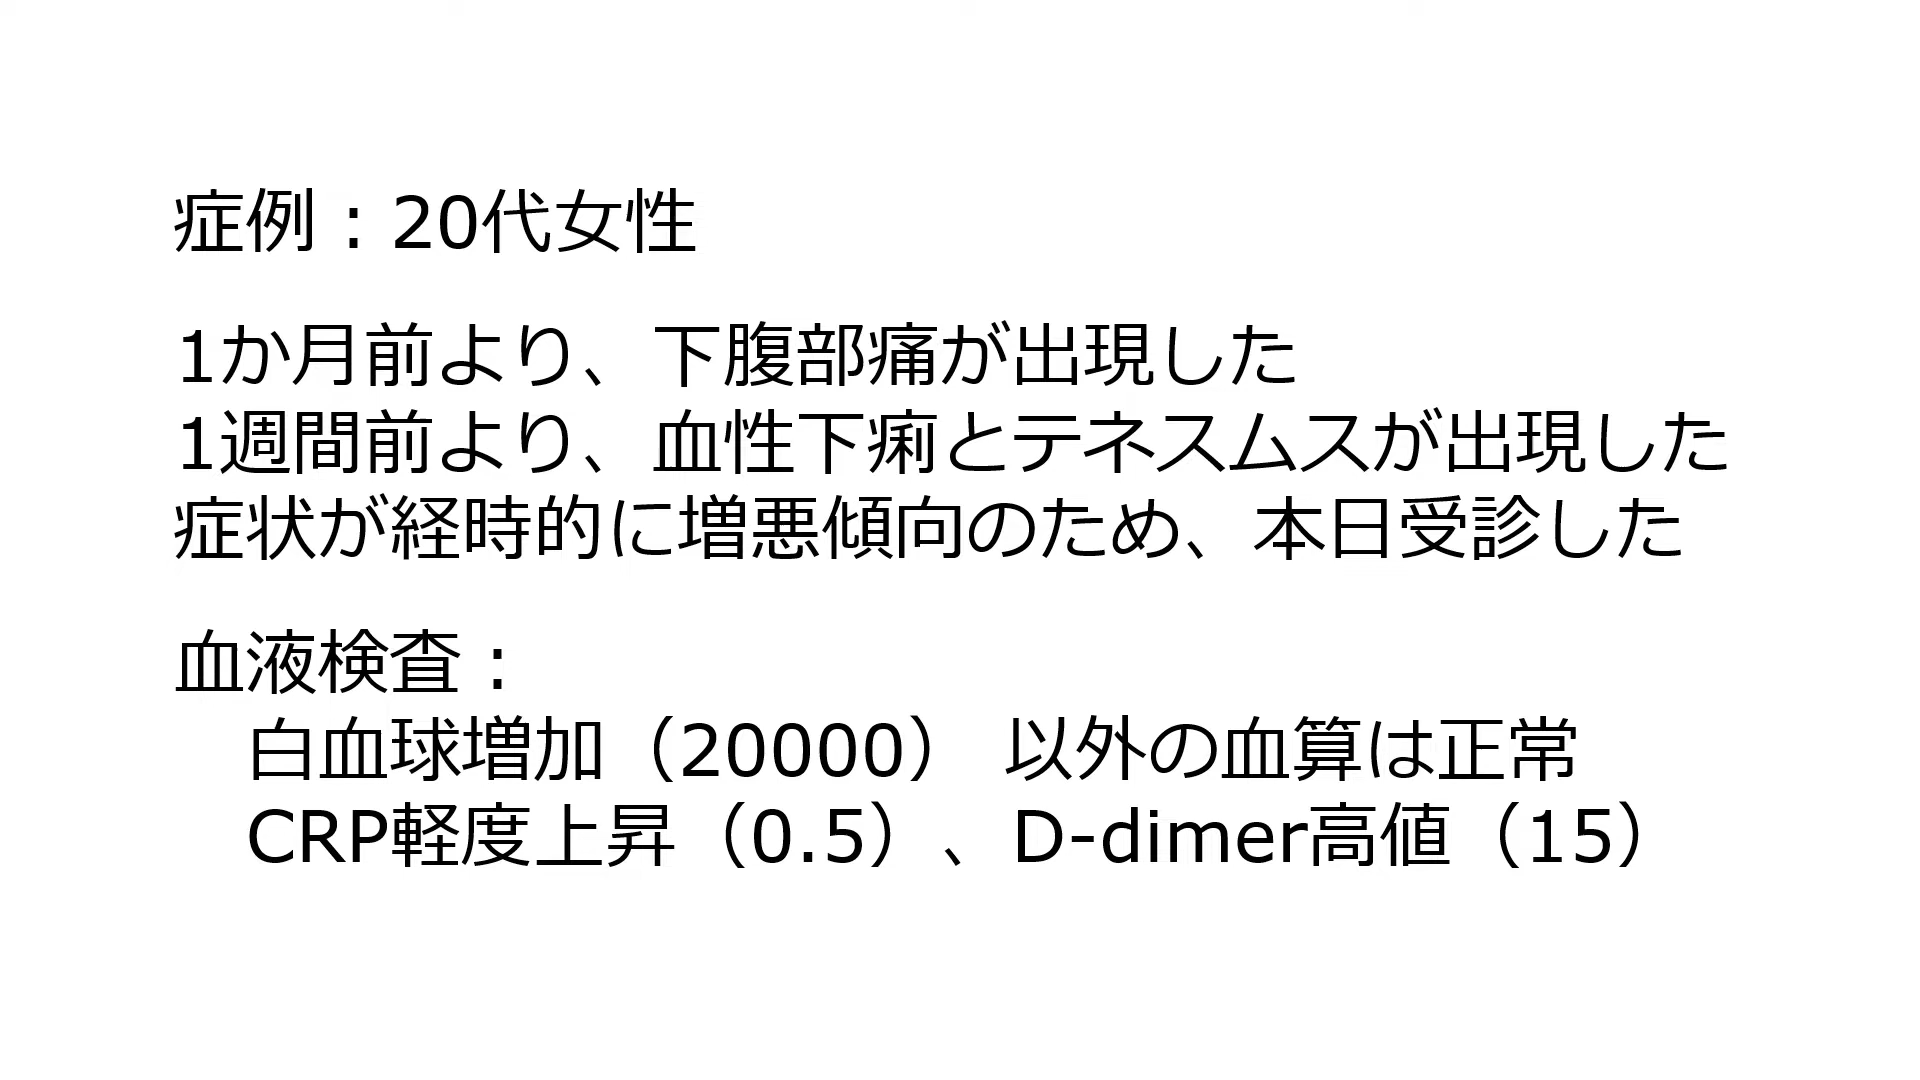 症例：20代女性
1か月前より、下腹部痛が出現した
1週間前より、血性下痢とテネスムスが出現した
症状が経時的に増悪傾向のため、本日受診した
血液検査：
白血球増加（20000） 以外の血算は正常
CRP軽度上昇（0.5）、D-dimer高値（15）